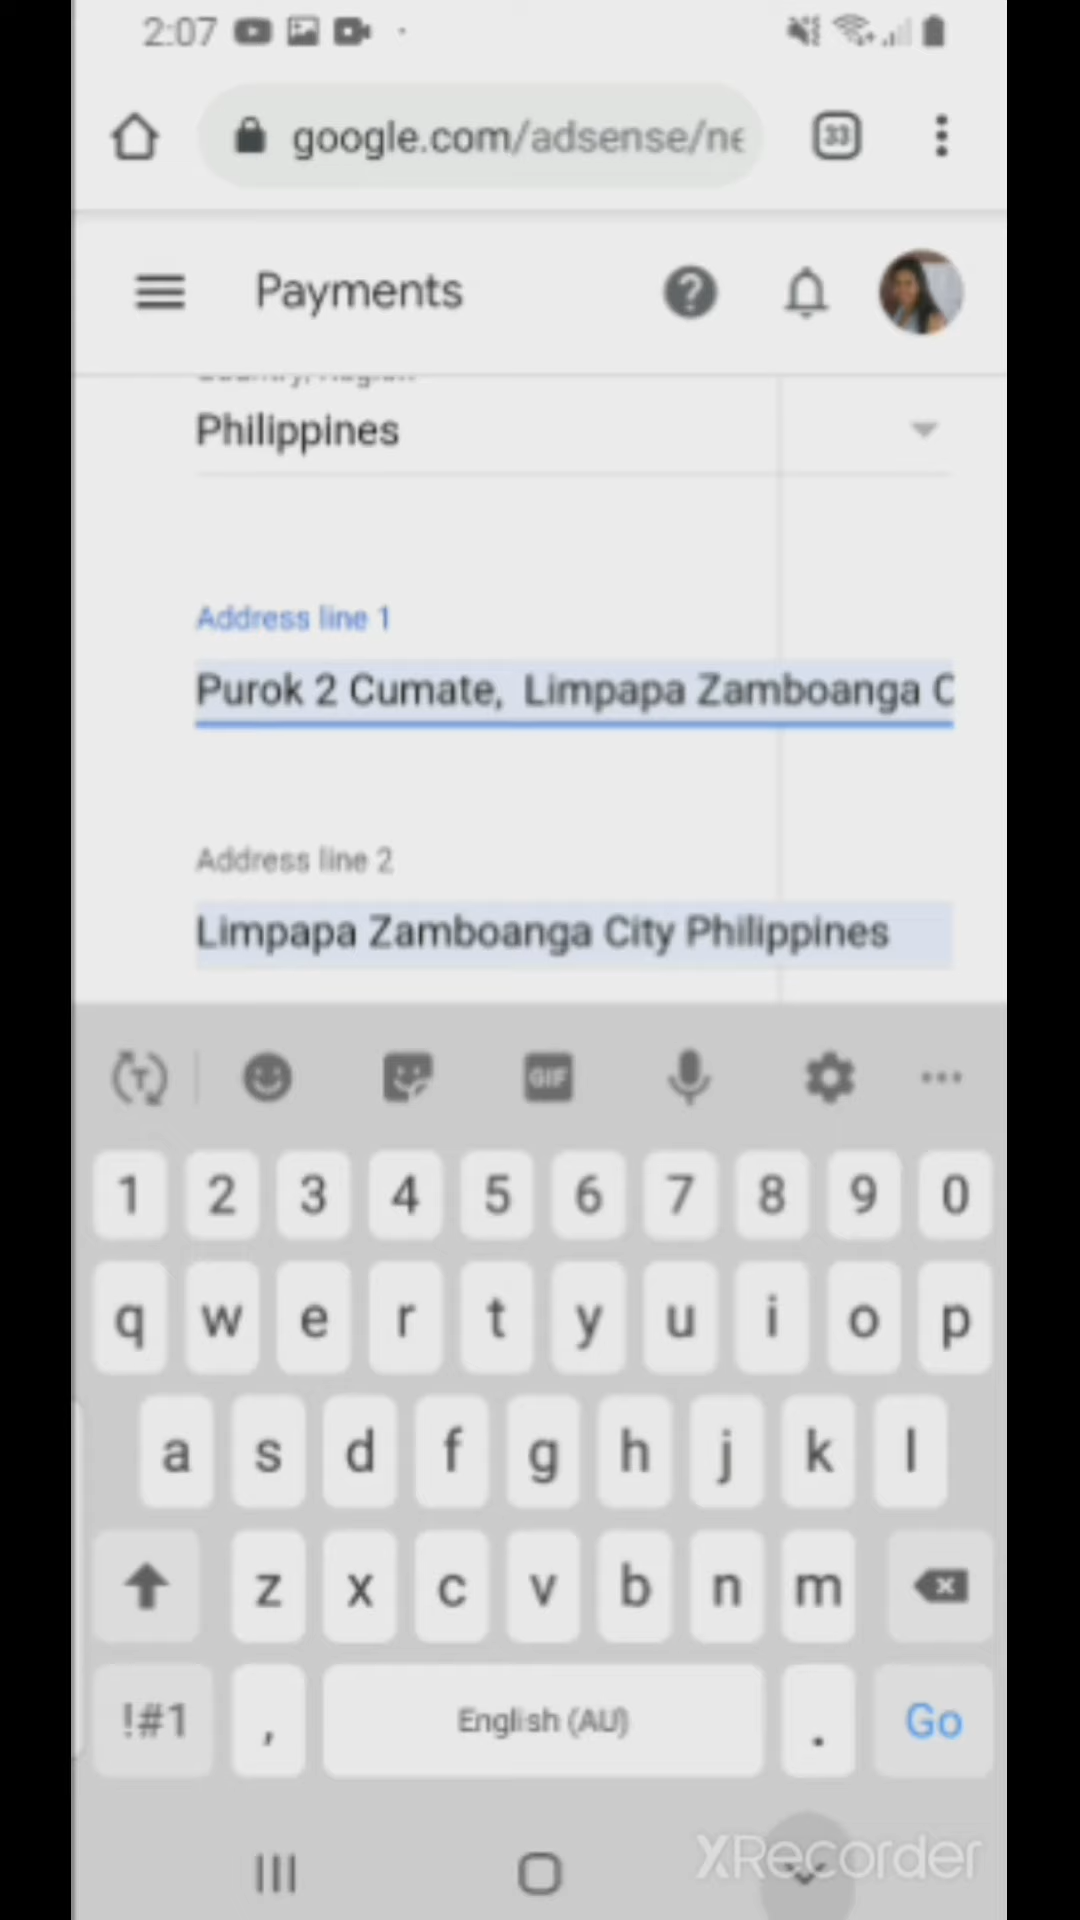 2:07
google.com/adsense/ne
33
Payments
Philippines
Address line 1
Purok 2 Cumate, Limpapa Zamboanga C
Address line 2
Limpapa Zamboanga City Philippines
T
GIF
1 2 3 4 5 6 7 8 9 0
q w e r t y u i o p
a s d f g h j k l
z x c v b n m
!#1 , English (AU) . Go
XRecorder